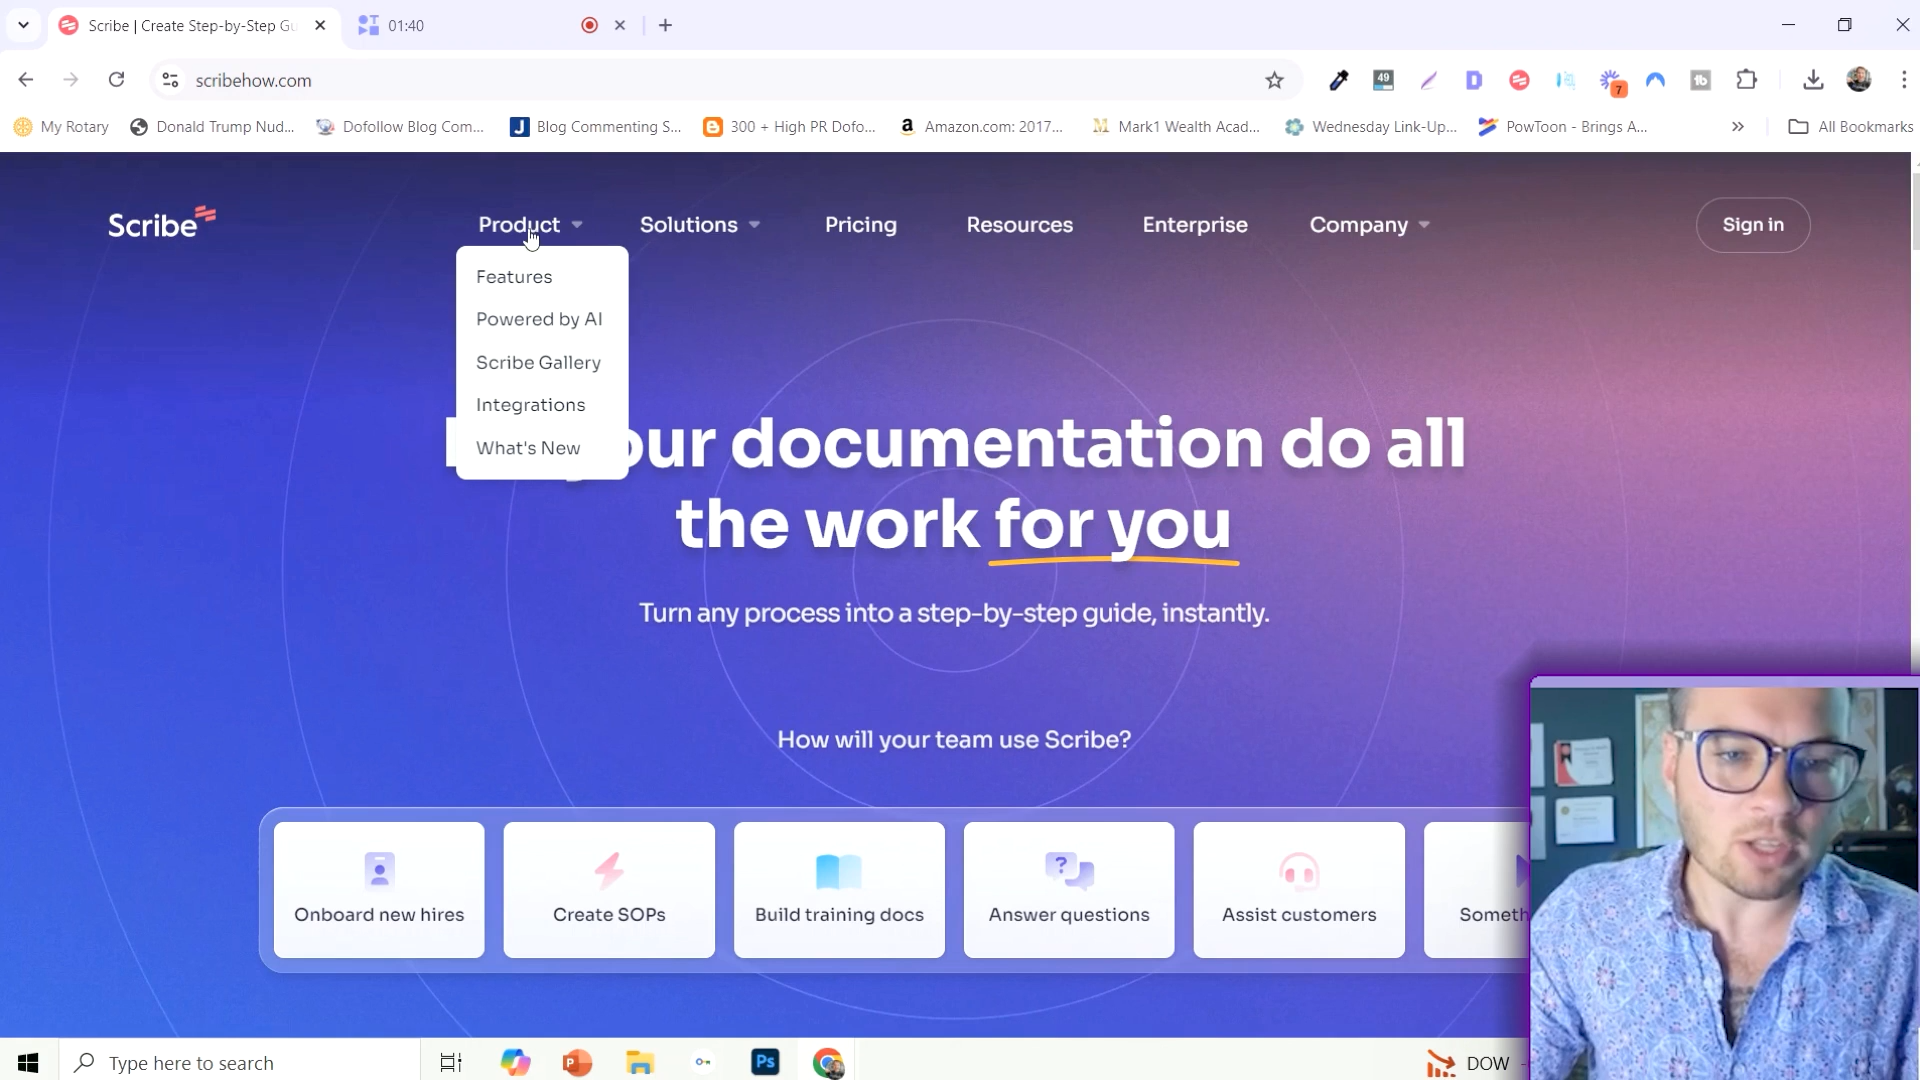 Scribe | Create Step-by-Step Gu
01:40
scribehow.com
49
7
tb
My Rotary
Donald Trump Nud...
Dofollow Blog Com...
J
Blog Commenting S...
300 + High PR Dofo...
a
Amazon.com: 2017...
Mark1 Wealth Acad...
Wednesday Link-Up...
PowToon - Brings A...
»
All Bookmarks
Scribe
Product
Solutions
Pricing
Resources
Enterprise
Company
Sign in
Features
Powered by AI
Scribe Gallery
Integrations
What's New
our documentation do all
the work for you
Turn any process into a step-by-step guide, instantly.
How will your team use Scribe?
Onboard new hires
Create SOPs
Build training docs
Answer questions
Assist customers
Someth
Type here to search
Ps
DOW